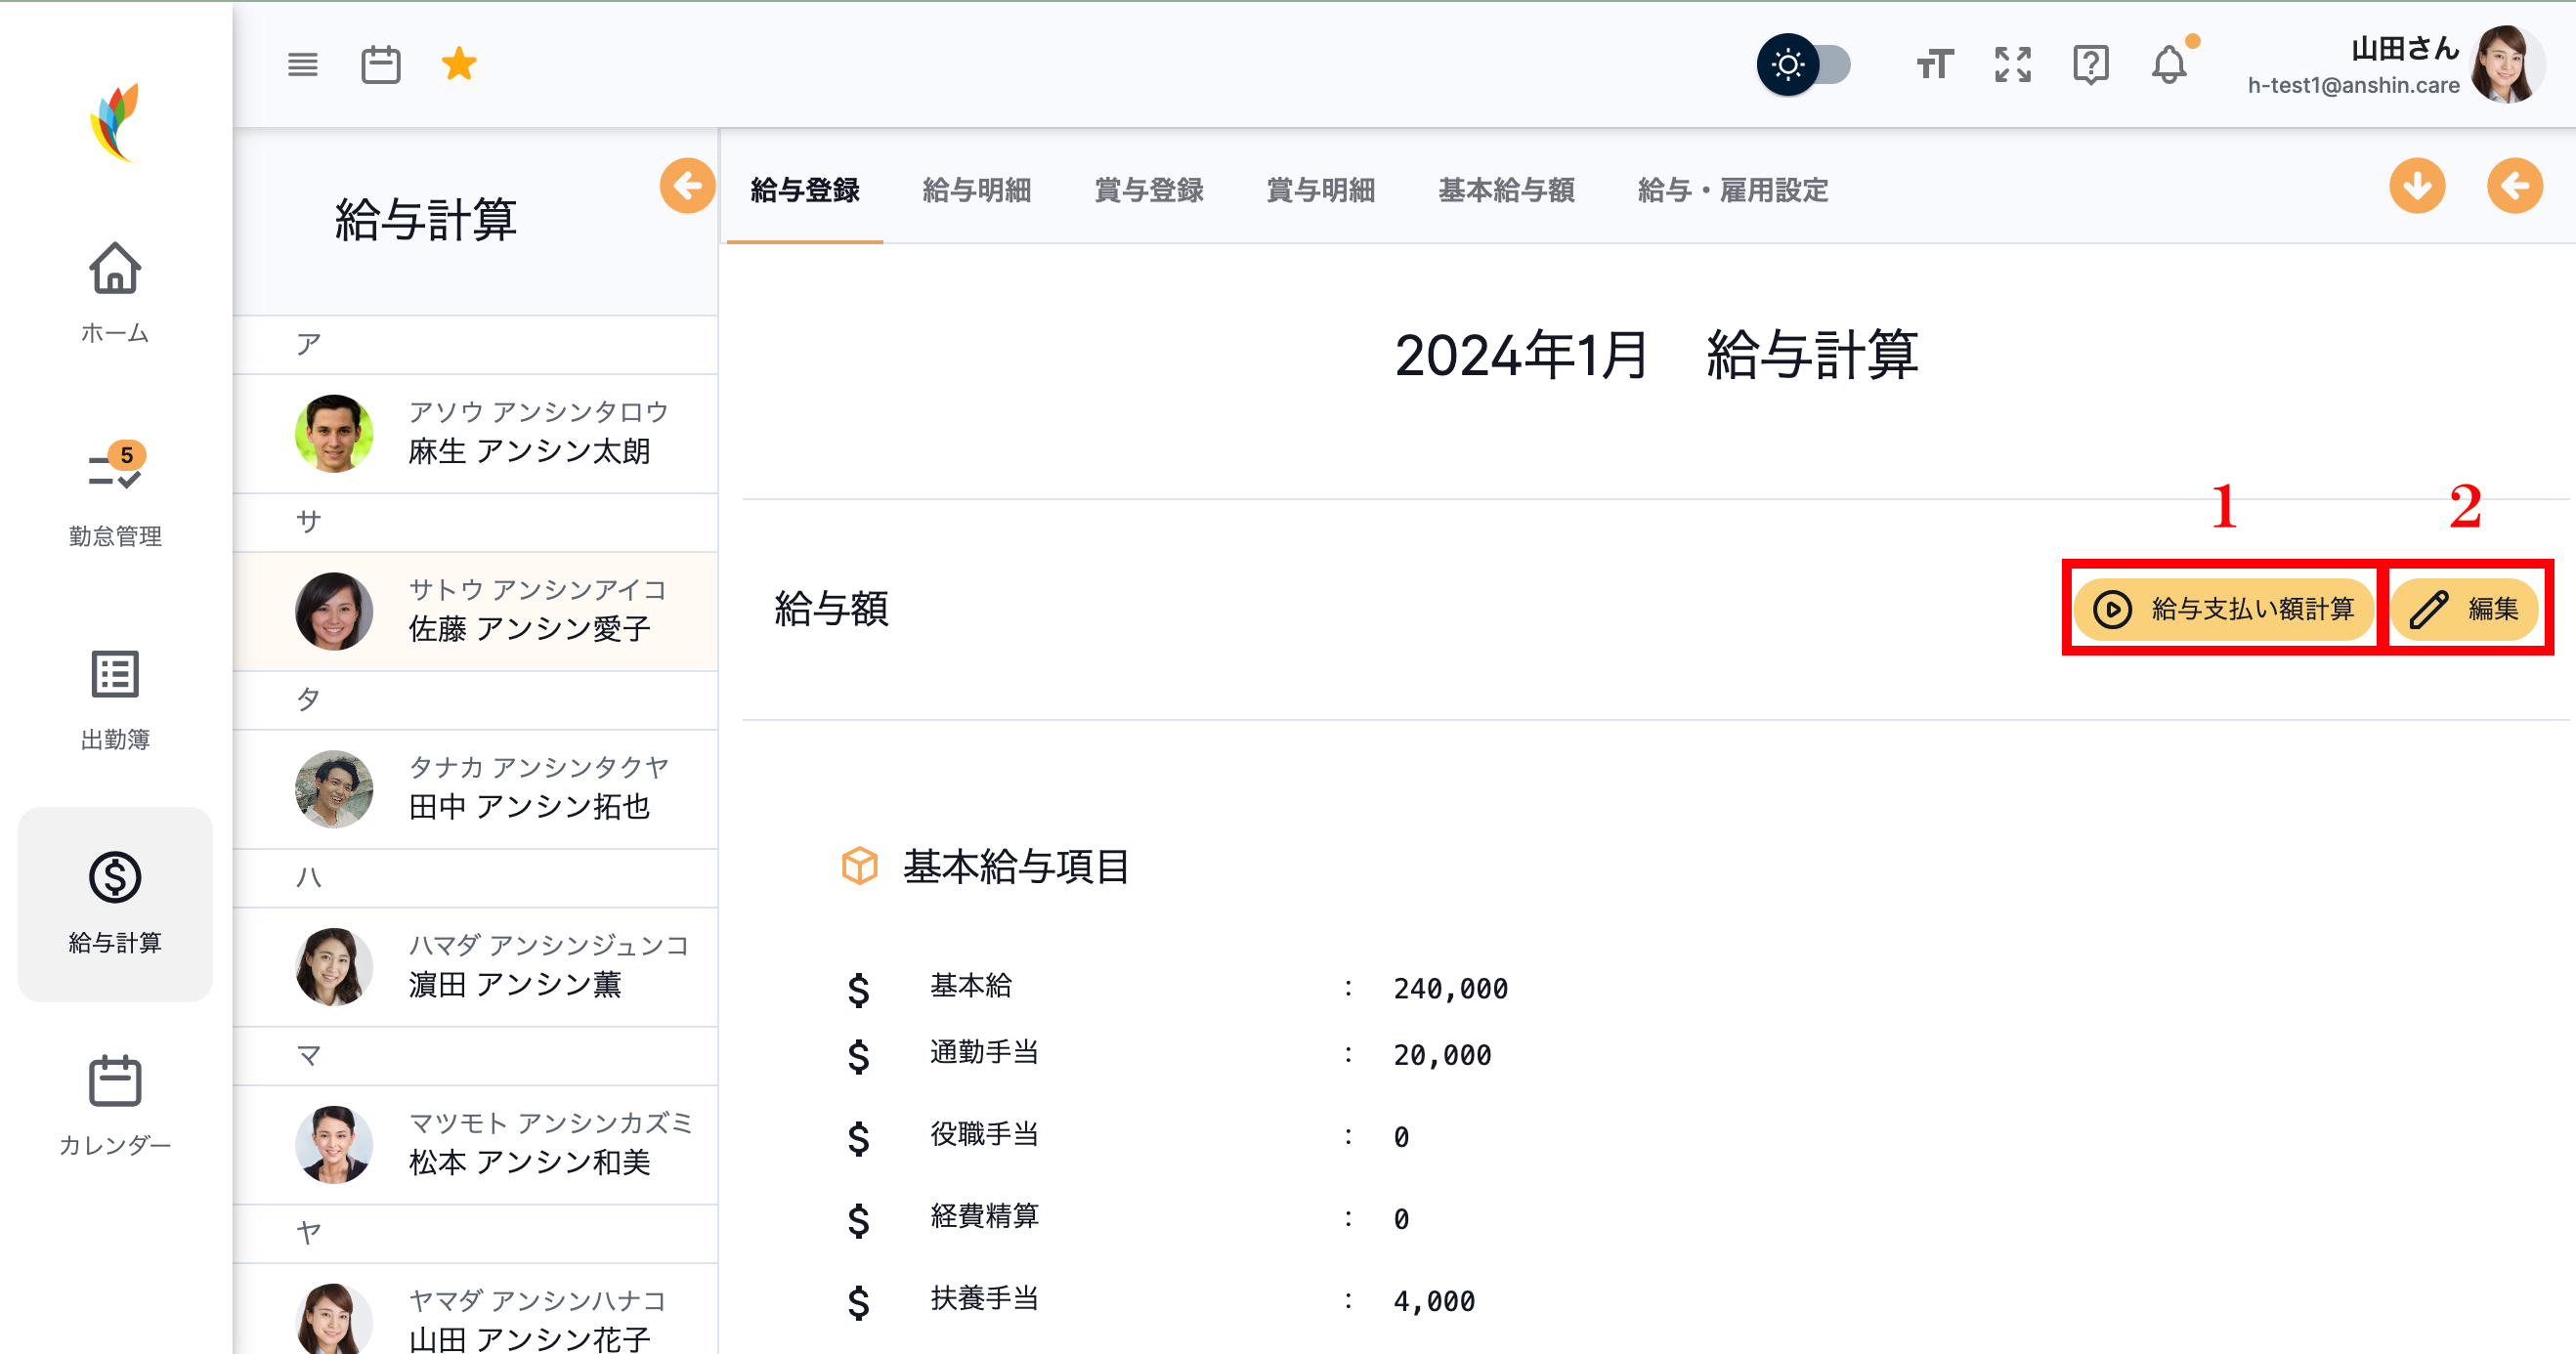 山田さん
h-test1@anshin.care
ホーム
5
勤怠管理
出勤簿
給与計算
カレンダー
給与計算
ア
アソウ アンシンタロウ
麻生 アンシン太朗
サ
サトウ アンシンアイコ
佐藤 アンシン愛子
タ
タナカ アンシンタクヤ
田中 アンシン拓也
ハ
ハマダ アンシンジュンコ
濵田 アンシン薫
マ
マツモト アンシンカズミ
松本 アンシン和美
ヤ
ヤマダ アンシンハナコ
山田 アンシン花子
給与登録 給与明細 賞与登録 賞与明細 基本給与額 給与・雇用設定
2024年1月　給与計算
1 2
給与額 給与支払い額計算 編集
基本給与項目
基本給 : 240,000
通勤手当 : 20,000
役職手当 : 0
経費精算 : 0
扶養手当 : 4,000